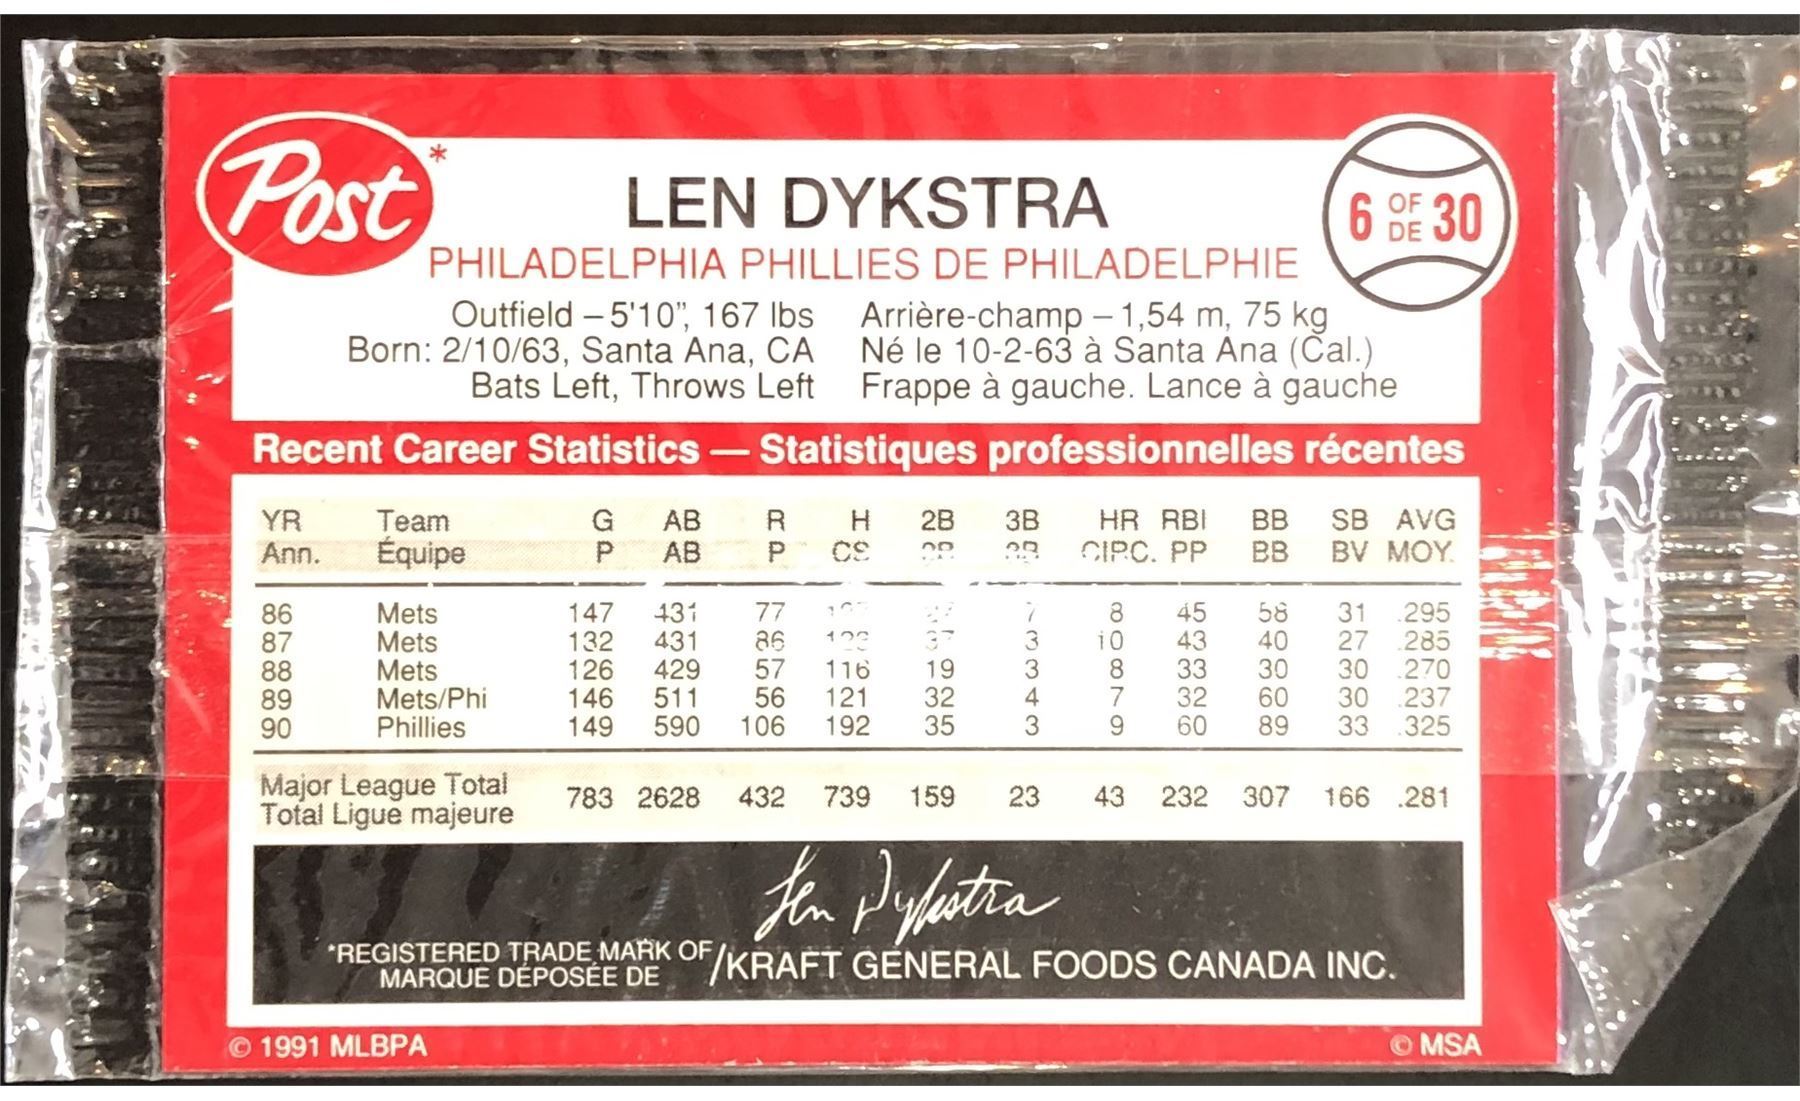 Post*
LEN DYKSTRA
6 OF DE 30
PHILADELPHIA PHILLIES DE PHILADELPHIE
Outfield – 5'10", 167 lbs
Born: 2/10/63, Santa Ana, CA
Bats Left, Throws Left
Arrière-champ – 1,54 m, 75 kg
Né le 10-2-63 à Santa Ana (Cal.)
Frappe à gauche. Lance à gauche
Recent Career Statistics — Statistiques professionnelles récentes
YR Team G AB R H 2B 3B HR RBI BB SB AVG
Ann. Équipe P AB P CS 2B 3B CIRC. PP BB BV MOY.
86 Mets 147 431 77 7 8 45 58 31 .295
87 Mets 132 431 86 37 3 10 43 40 27 .285
88 Mets 126 429 57 116 19 3 8 33 30 30 .270
89 Mets/Phi 146 511 56 121 32 4 7 32 60 30 .237
90 Phillies 149 590 106 192 35 3 9 60 89 33 .325
Major League Total
Total Ligue majeure
783 2628 432 739 159 23 43 232 307 166 .281
Len Dykstra
*REGISTERED TRADE MARK OF
MARQUE DÉPOSÉE DE
/KRAFT GENERAL FOODS CANADA INC.
© 1991 MLBPA
© MSA